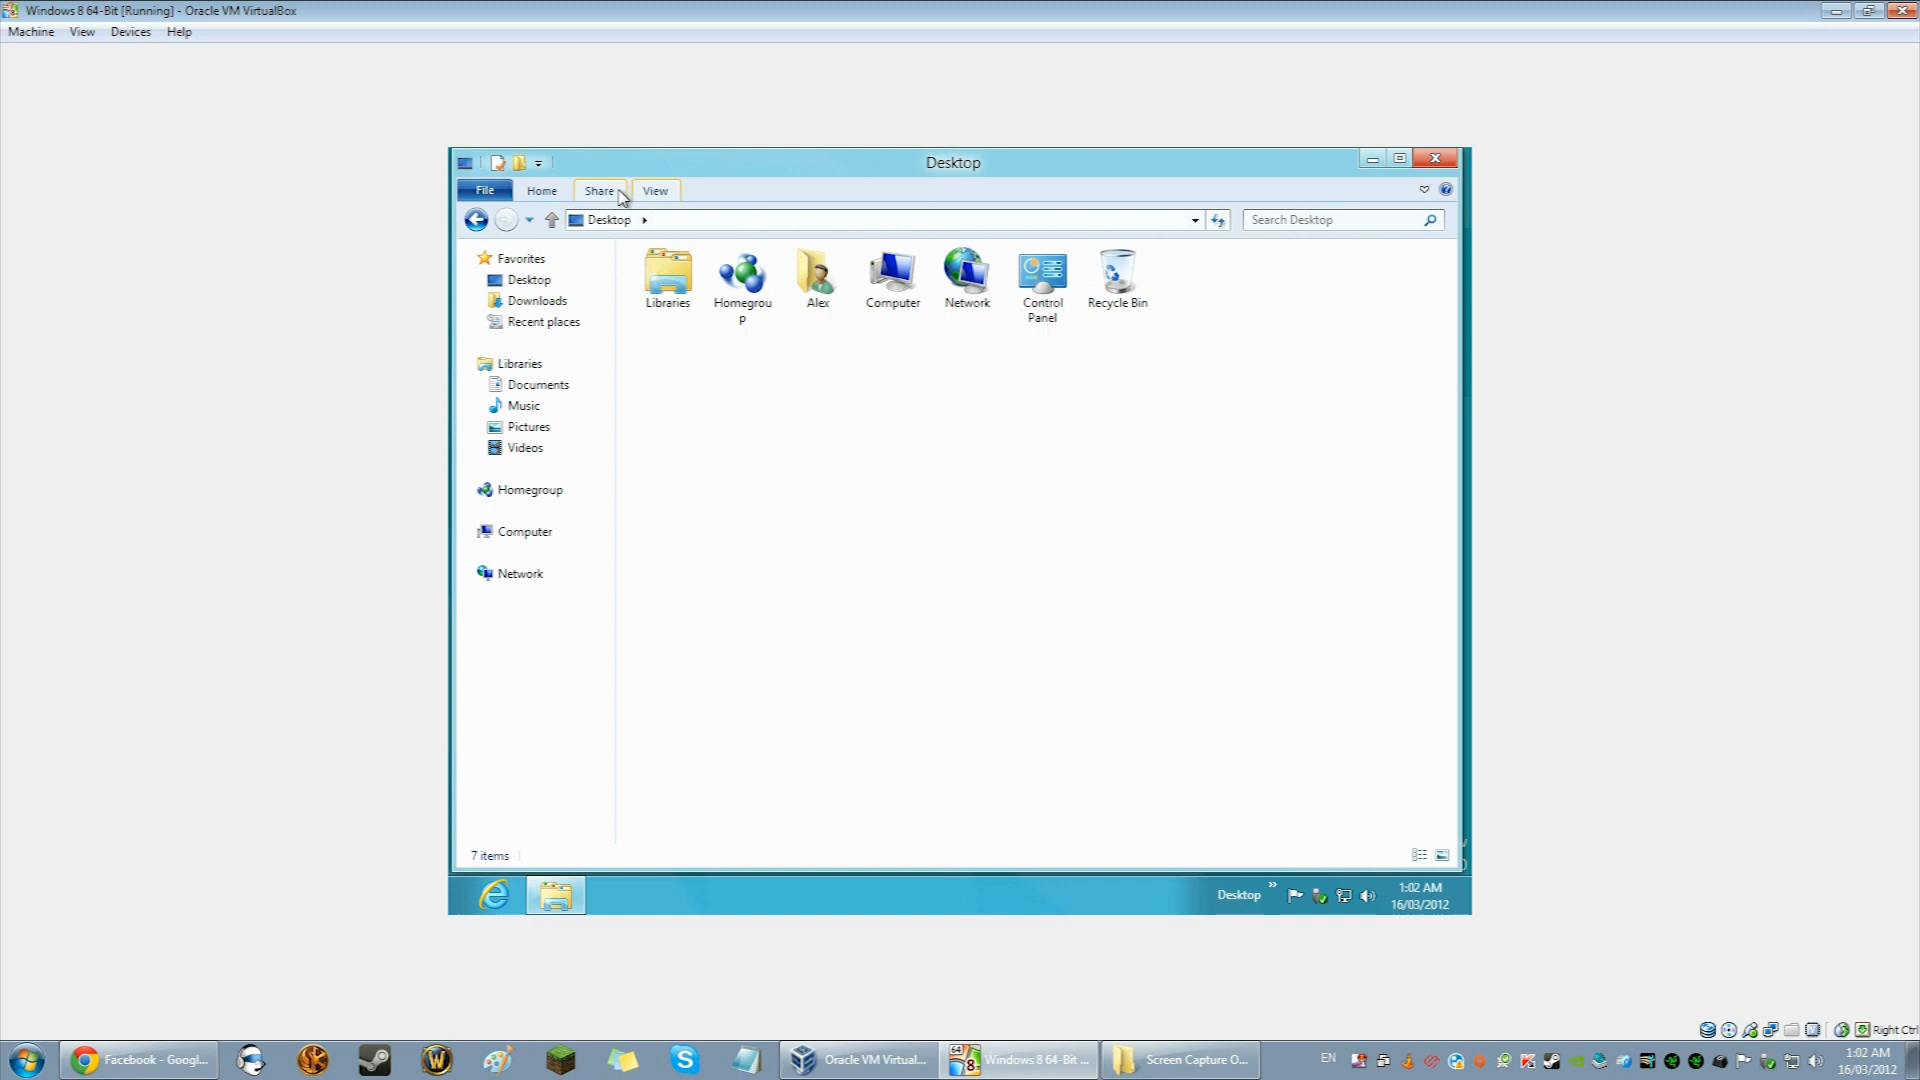 Windows 8 64-Bit [Running] - Oracle VM VirtualBox
Machine View Devices Help
Desktop
File Home Share View
Desktop
Search Desktop
Favorites
Desktop
Downloads
Recent places
Libraries
Documents
Music
Pictures
Videos
Homegroup
Computer
Network
Libraries
Homegrou
p
Alex
Computer
Network
Control
Panel
Recycle Bin
7 items
Desktop
1:02 AM
16/03/2012
Right Ctrl
Facebook - Googl...
Oracle VM Virtual...
Windows 8 64-Bit ...
Screen Capture O...
EN
1:02 AM
16/03/2012